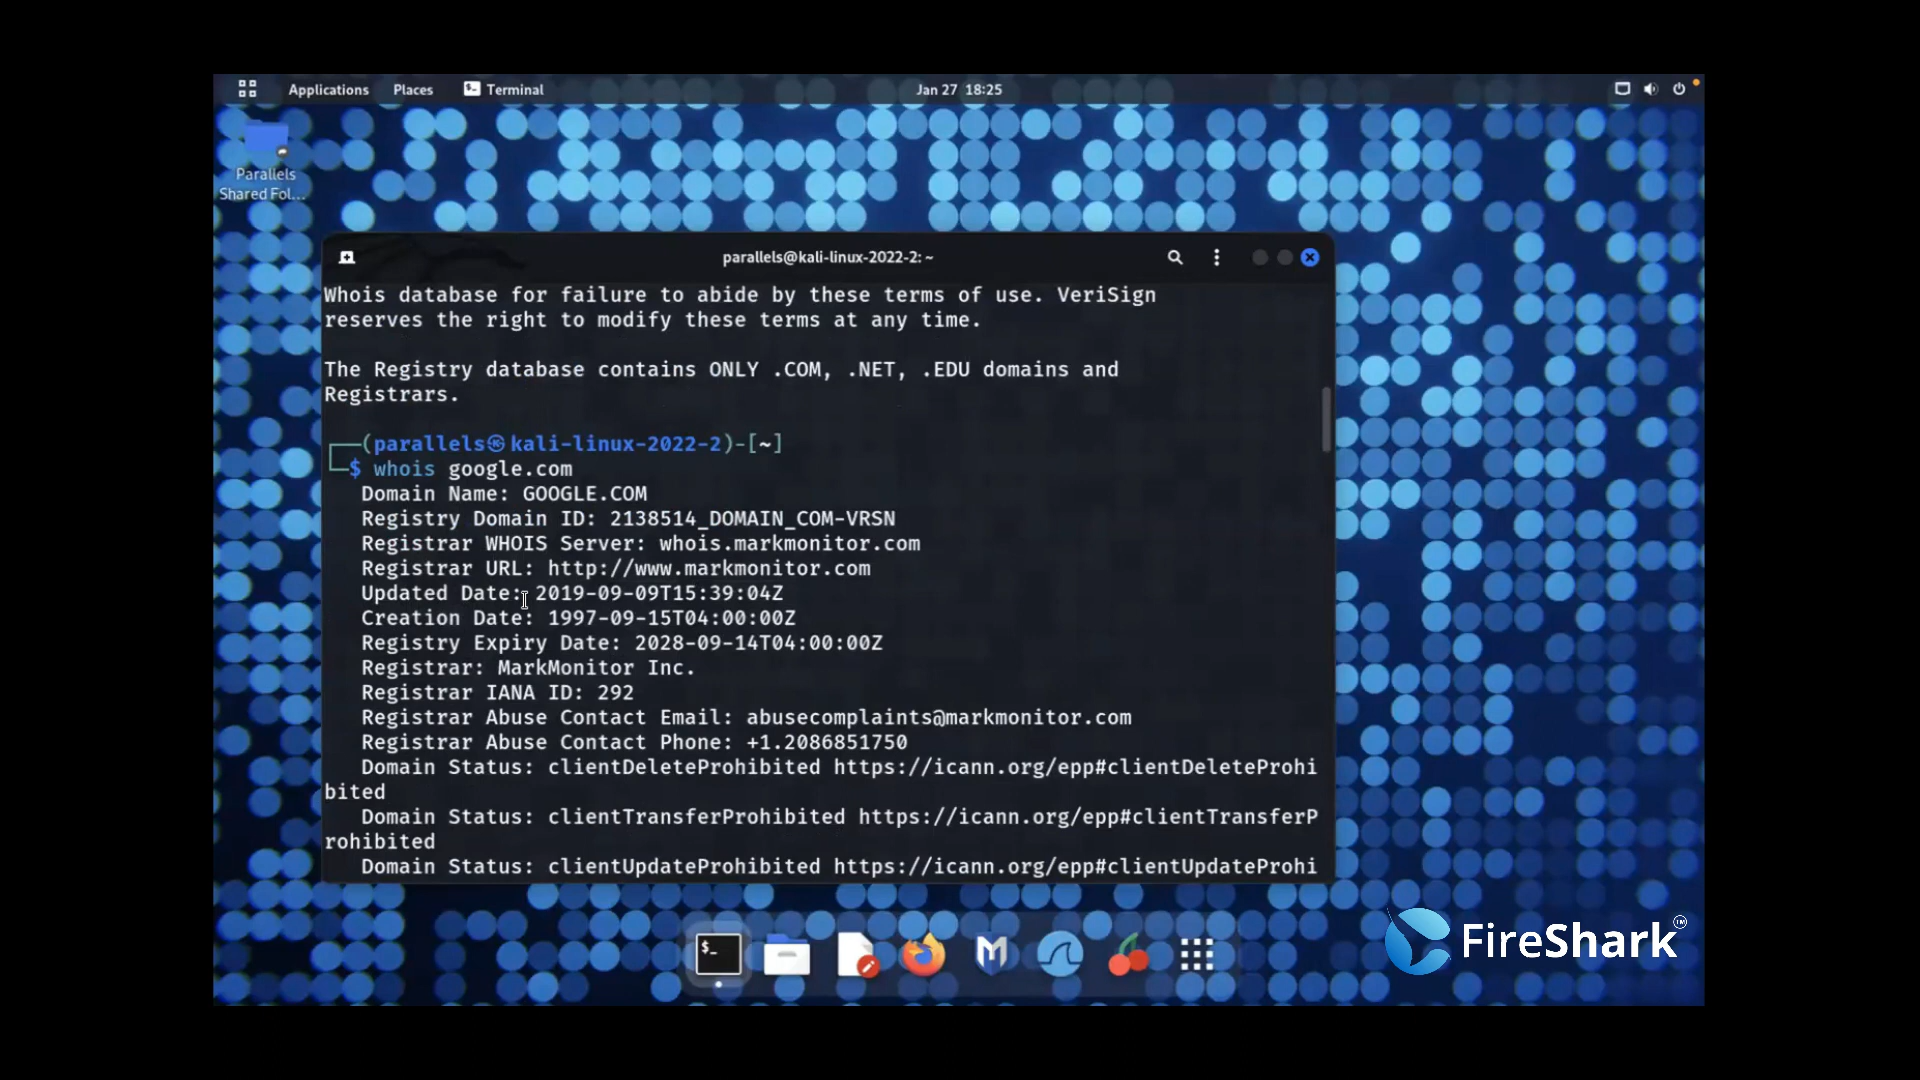 Applications Places Terminal Jan 27 18:25
Parallels
Shared Fol...
parallels@kali-linux-2022-2: ~
Whois database for failure to abide by these terms of use. VeriSign
reserves the right to modify these terms at any time.
The Registry database contains ONLY .COM, .NET, .EDU domains and
Registrars.
(parallels㉿kali-linux-2022-2)-[~]
$ whois google.com
Domain Name: GOOGLE.COM
Registry Domain ID: 2138514_DOMAIN_COM-VRSN
Registrar WHOIS Server: whois.markmonitor.com
Registrar URL: http://www.markmonitor.com
Updated Date: 2019-09-09T15:39:04Z
Creation Date: 1997-09-15T04:00:00Z
Registry Expiry Date: 2028-09-14T04:00:00Z
Registrar: MarkMonitor Inc.
Registrar IANA ID: 292
Registrar Abuse Contact Email: abusecomplaints@markmonitor.com
Registrar Abuse Contact Phone: +1.2086851750
Domain Status: clientDeleteProhibited https://icann.org/epp#clientDeleteProhi
bited
Domain Status: clientTransferProhibited https://icann.org/epp#clientTransferP
rohibited
Domain Status: clientUpdateProhibited https://icann.org/epp#clientUpdateProhi
$_
FireShark™